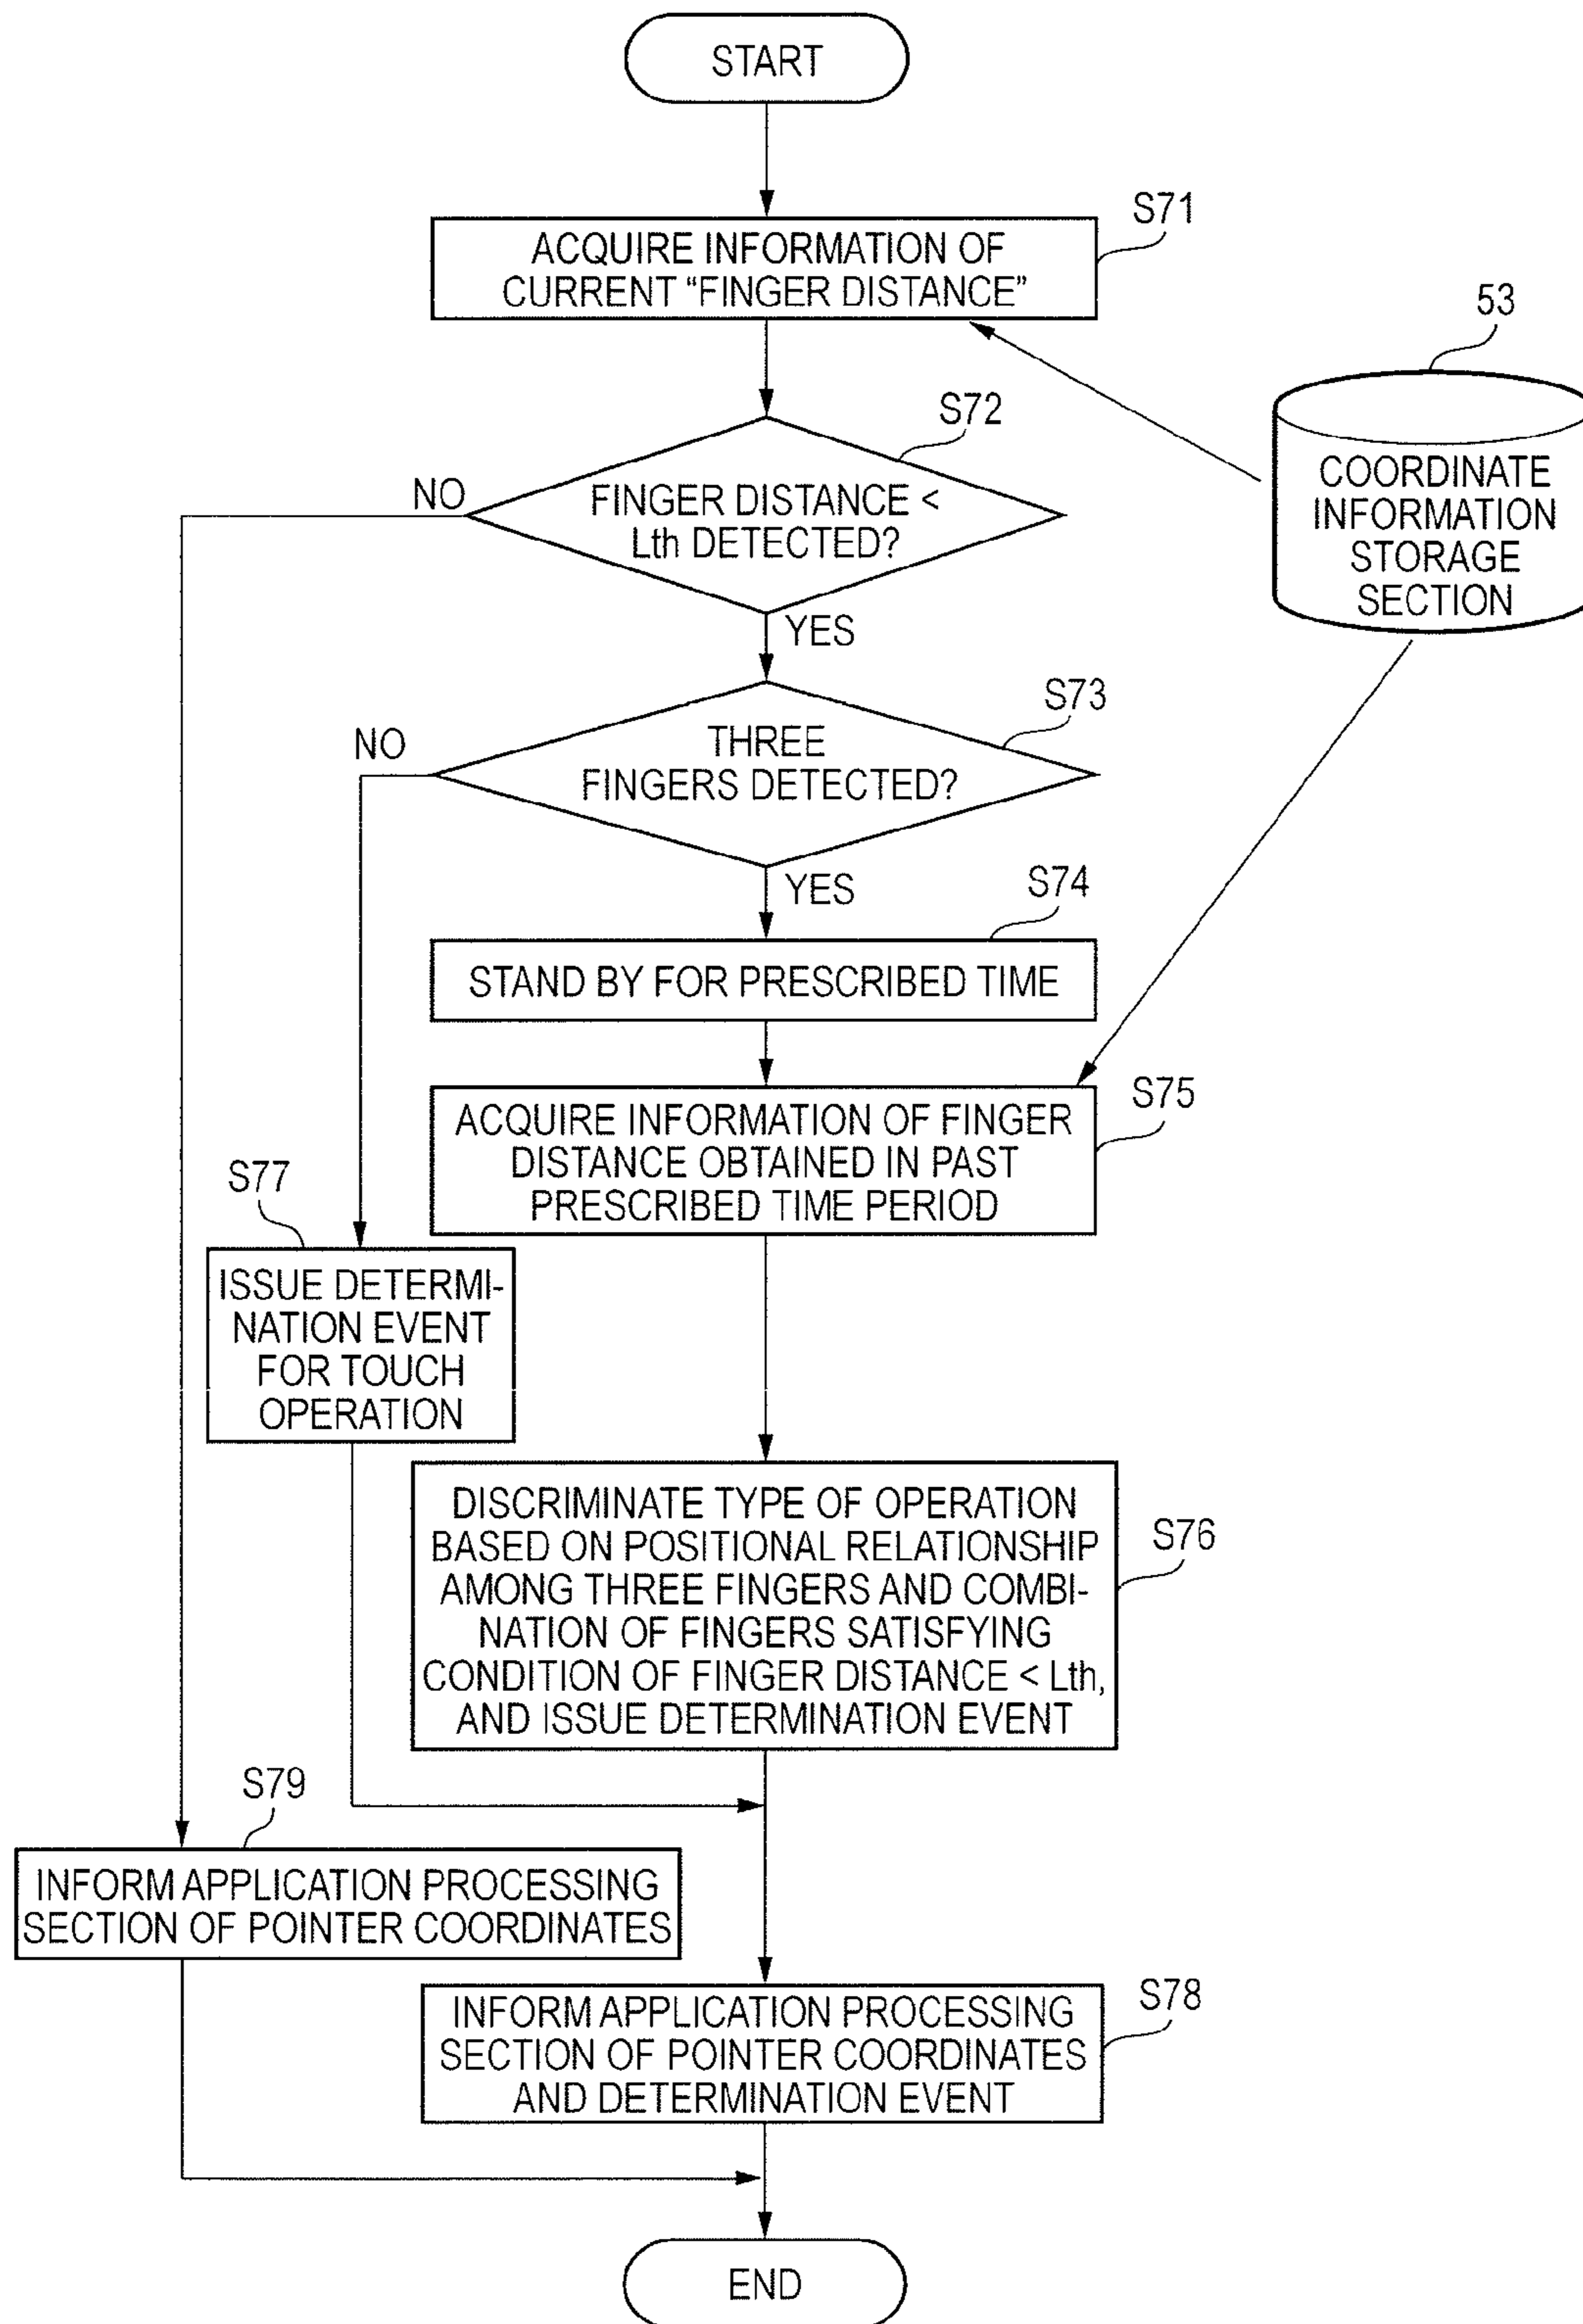 START
S71
ACQUIRE INFORMATION OF
CURRENT “FINGER DISTANCE”
53
COORDINATE
INFORMATION
STORAGE
SECTION
S72
FINGER DISTANCE <
Lth DETECTED?
NO
YES
S73
THREE
FINGERS DETECTED?
NO
YES
S74
STAND BY FOR PRESCRIBED TIME
S75
ACQUIRE INFORMATION OF FINGER
DISTANCE OBTAINED IN PAST
PRESCRIBED TIME PERIOD
S77
ISSUE DETERMI-
NATION EVENT
FOR TOUCH
OPERATION
S76
DISCRIMINATE TYPE OF OPERATION
BASED ON POSITIONAL RELATIONSHIP
AMONG THREE FINGERS AND COMBI-
NATION OF FINGERS SATISFYING
CONDITION OF FINGER DISTANCE < Lth,
AND ISSUE DETERMINATION EVENT
S79
INFORM APPLICATION PROCESSING
SECTION OF POINTER COORDINATES
S78
INFORM APPLICATION PROCESSING
SECTION OF POINTER COORDINATES
AND DETERMINATION EVENT
END